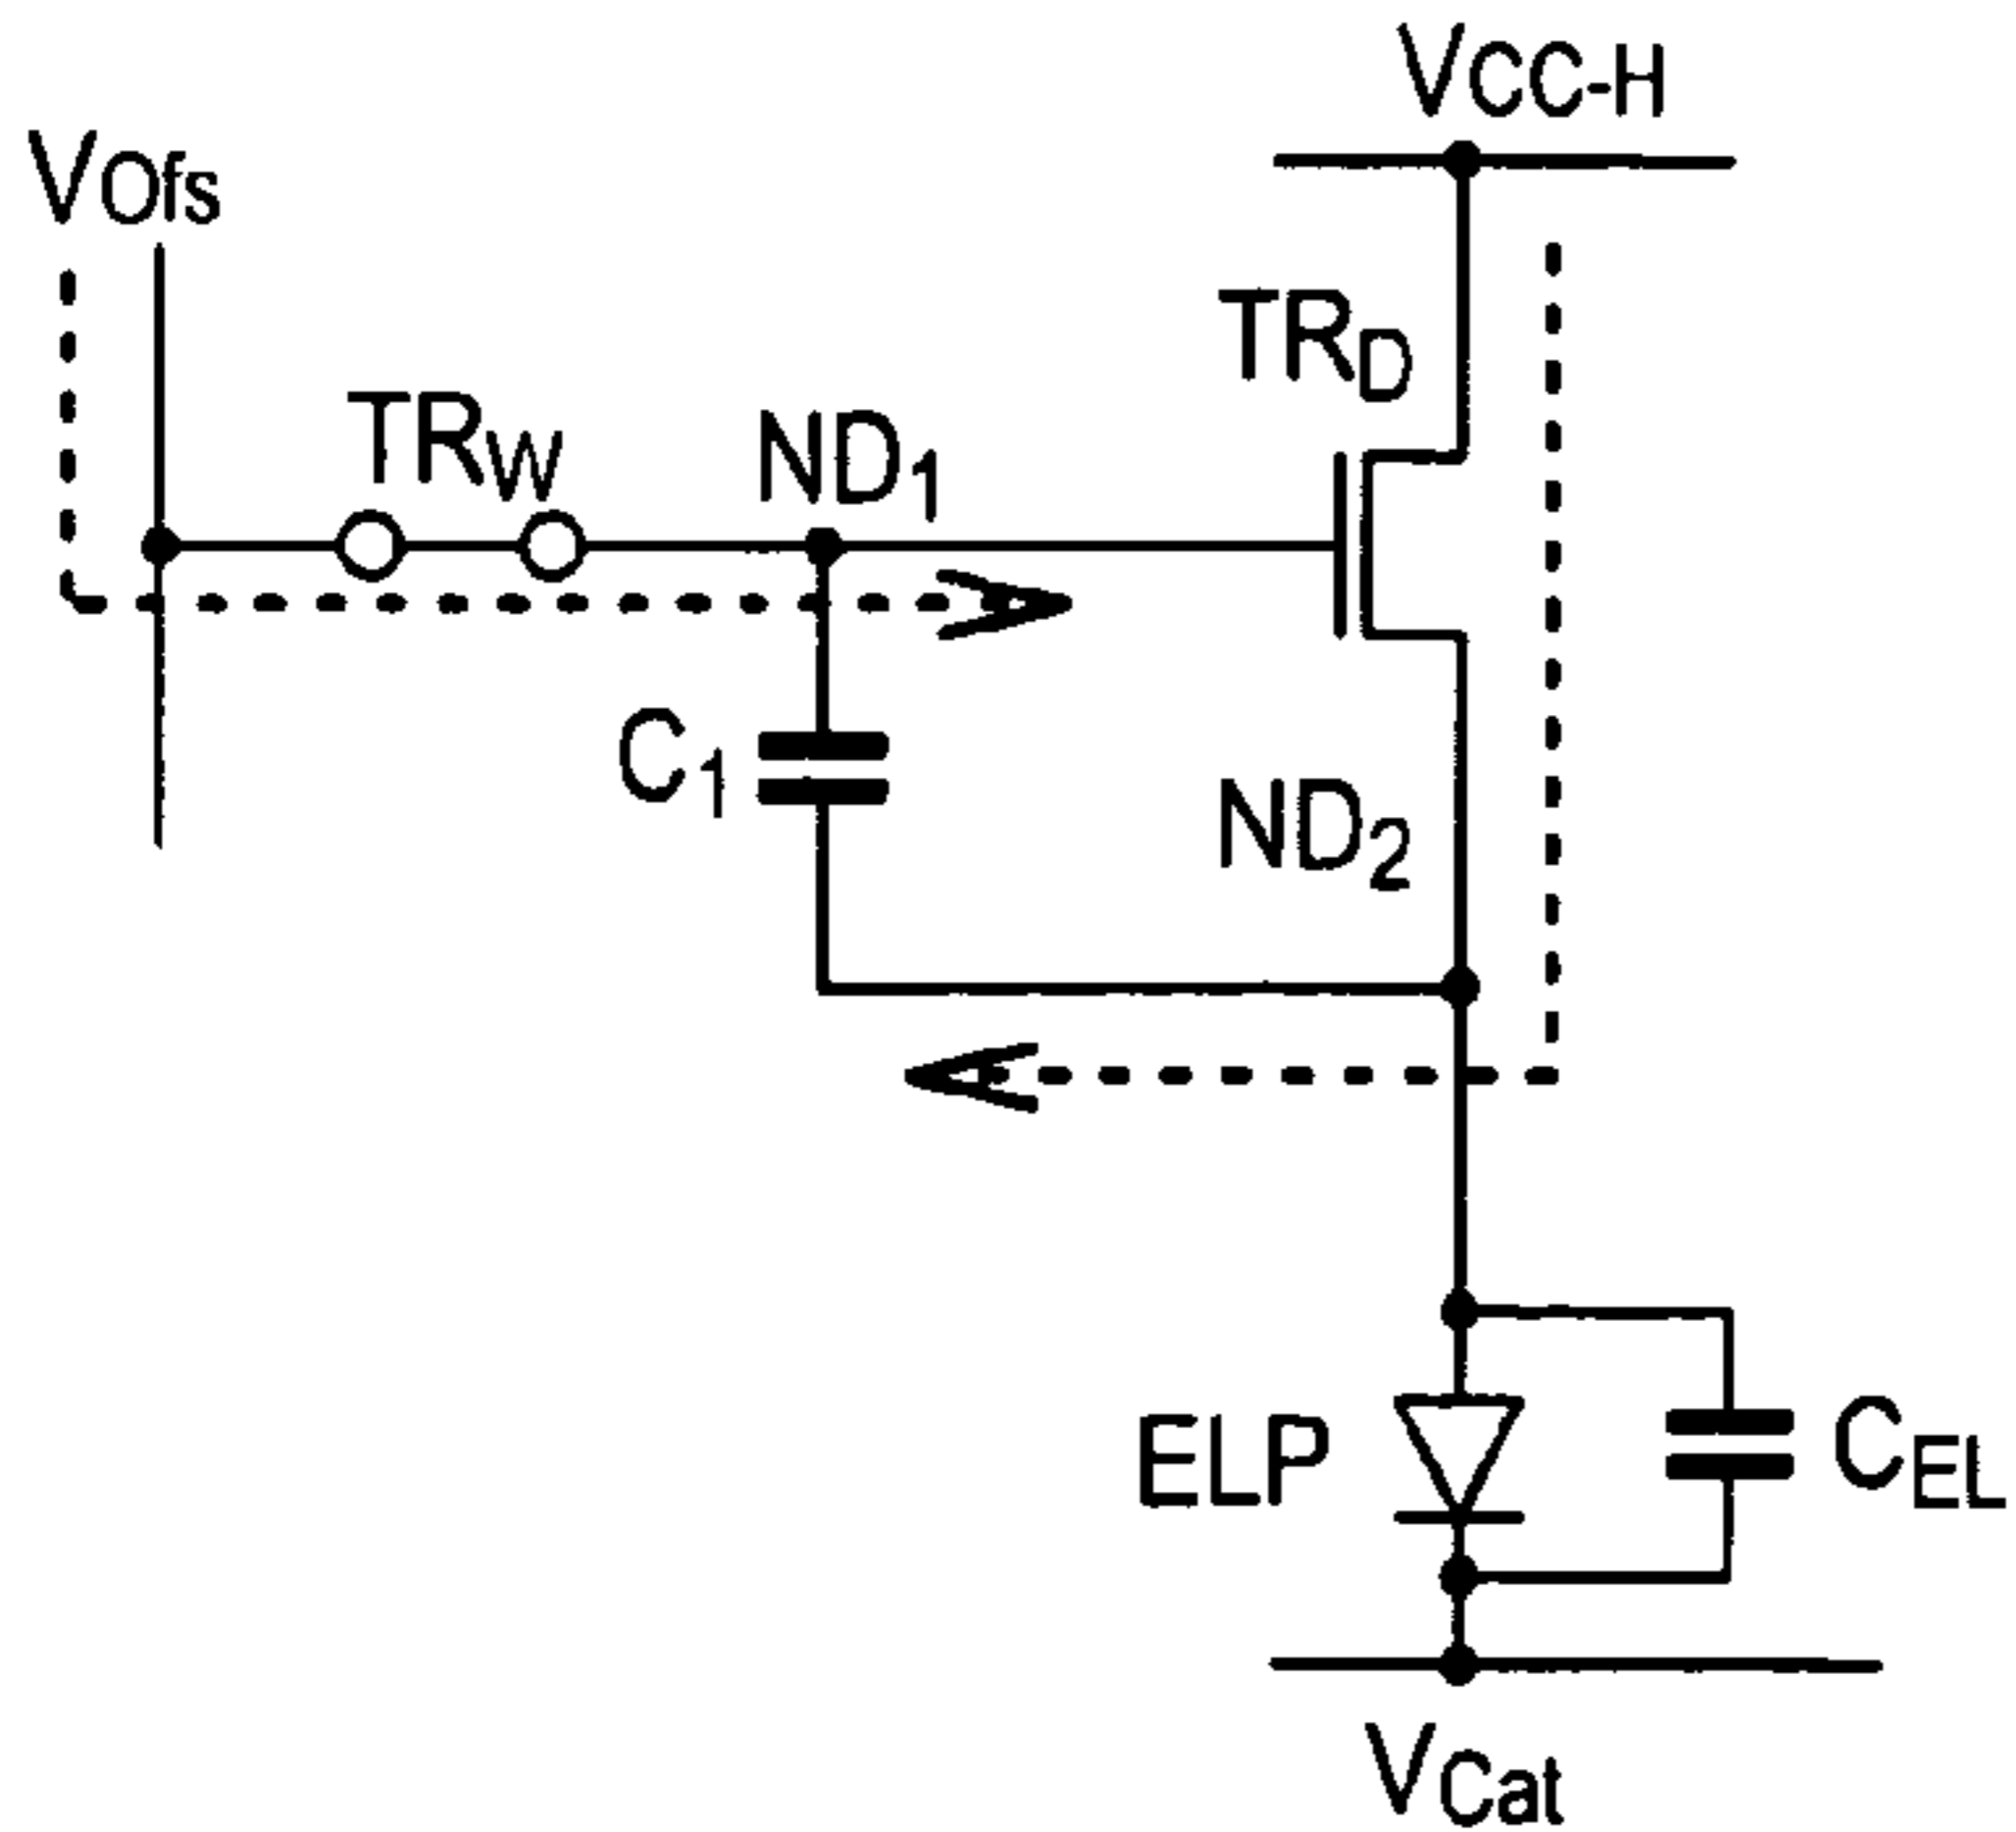 VCC-H
VOfs
TRD
TRW
ND1
C1
ND2
ELP
CEL
VCat